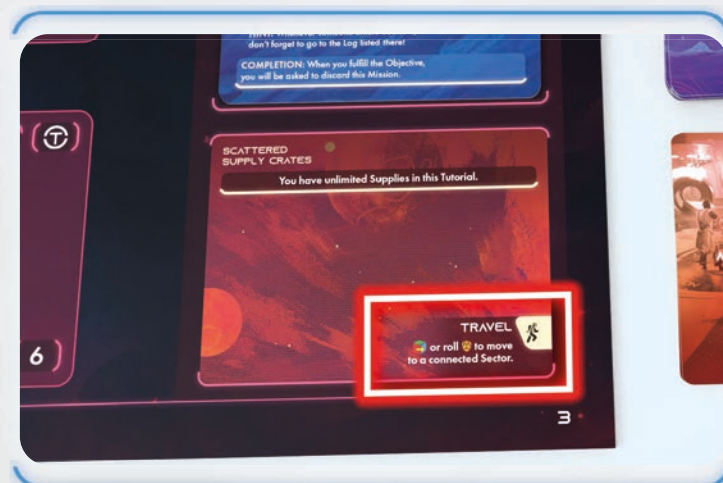 don't forget to go to the Log listed there!
COMPLETION: When you fulfill the Objective,
you will be asked to discard this Mission.
T
SCATTERED
SUPPLY CRATES
You have unlimited Supplies in this Tutorial.
TRAVEL
or roll to move
to a connected Sector.
6
3